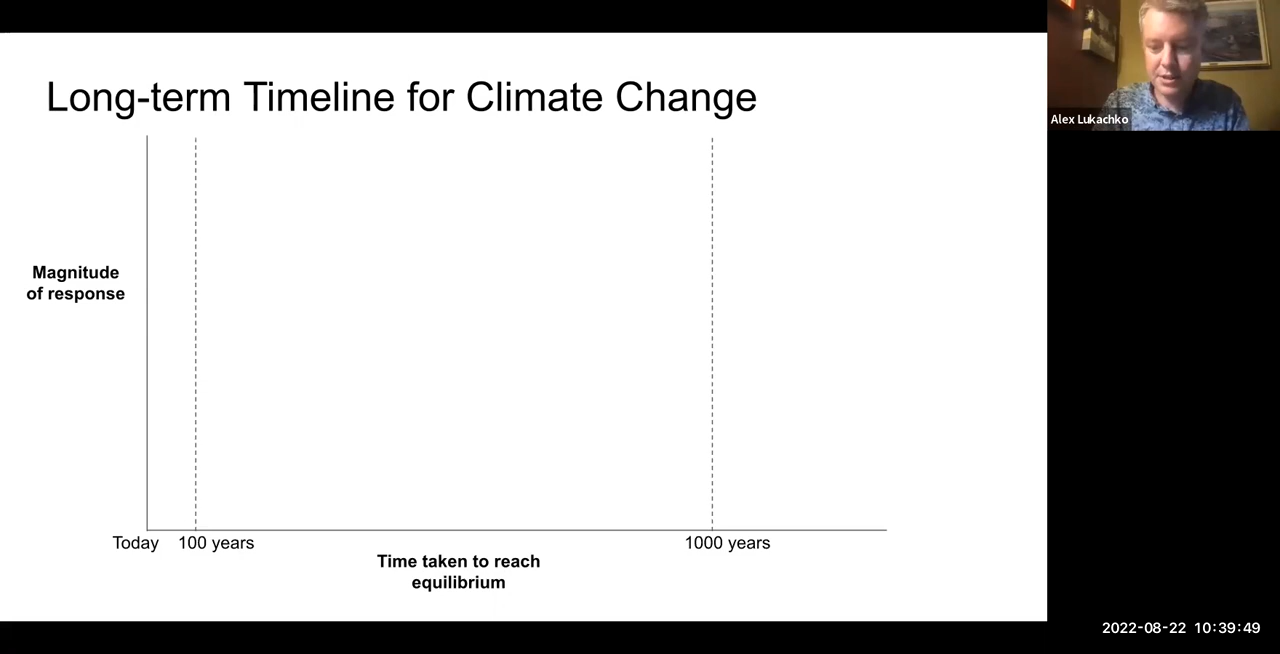 Long-term Timeline for Climate Change
Alex Lukachko
Magnitude
of response
Today
100 years
1000 years
Time taken to reach
equilibrium
2022-08-22 10:39:49